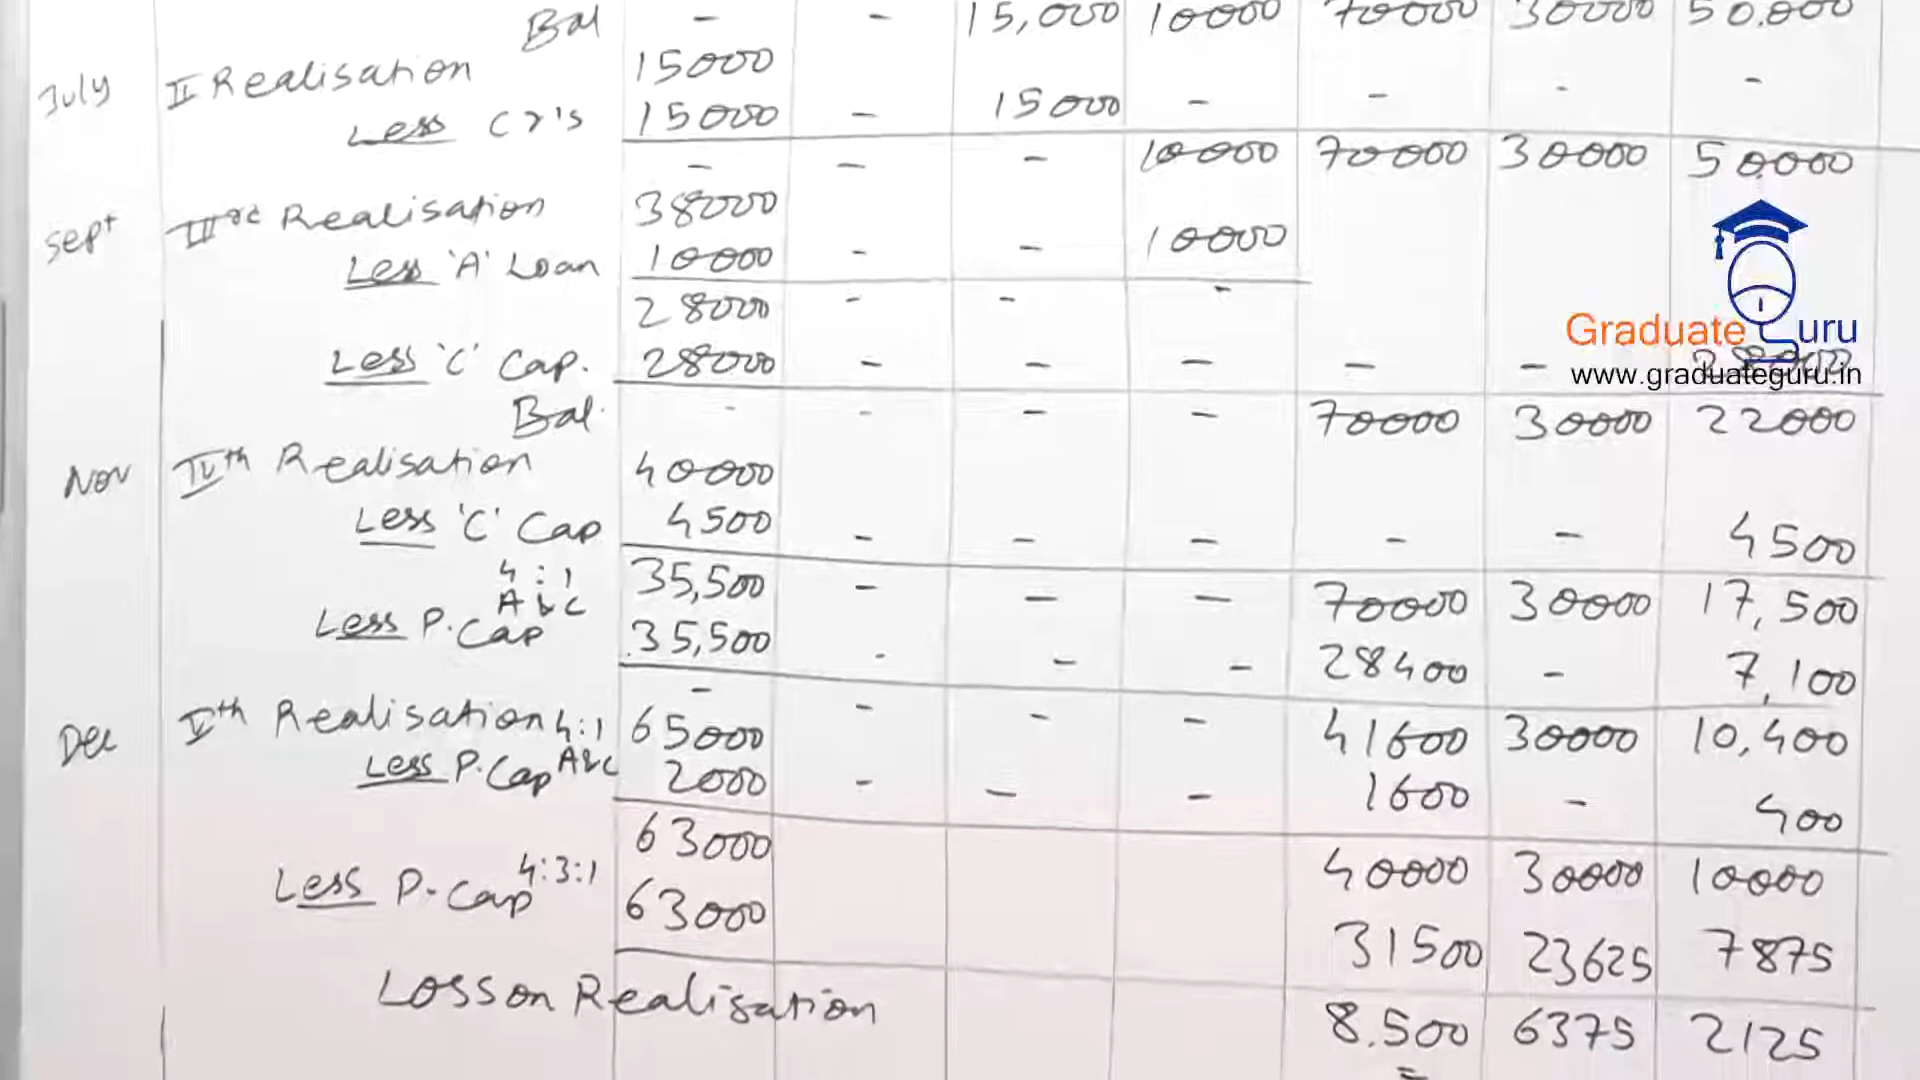 Bal - - 15,000 10000 70000 30000 50,000
July II Realisation 15000
Less Cr's 15000 - 15000 - - - -
- - - 10000 70000 30000 50000
Sept IIIrd Realisation 38000
Less 'A' Loan 10000 - - 10000
28000 - - -
Less 'C' Cap. 28000 - - - - - 28000
Bal. - - - - 70000 30000 22000
Nov IVth Realisation 40000
Less 'C' Cap 4500 - - - - - 4500
35,500 - - - 70000 30000 17,500
4:1
A & C
Less P. Cap 35,500 - - - 28400 - 7,100
- - - - 41600 30000 10,400
Dec Vth Realisation 4:1 65000
Less P. Cap A&C 2000 - - - 1600 - 400
63000 40000 30000 10000
Less P. Cap 4:3:1 63000 31500 23625 7875
Loss on Realisation 8.500 6375 2125
Graduate Guru
www.graduateguru.in